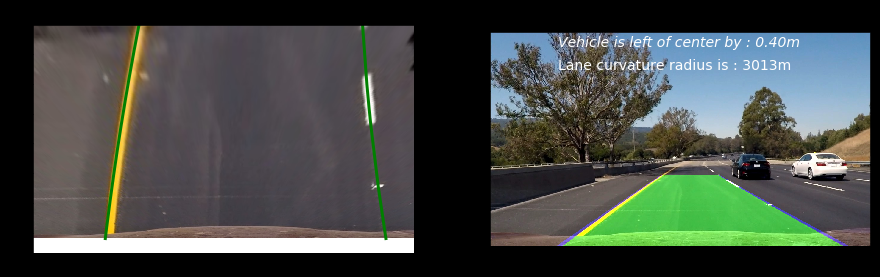 Vehicle is left of center by : 0.40m
Lane curvature radius is : 3013m